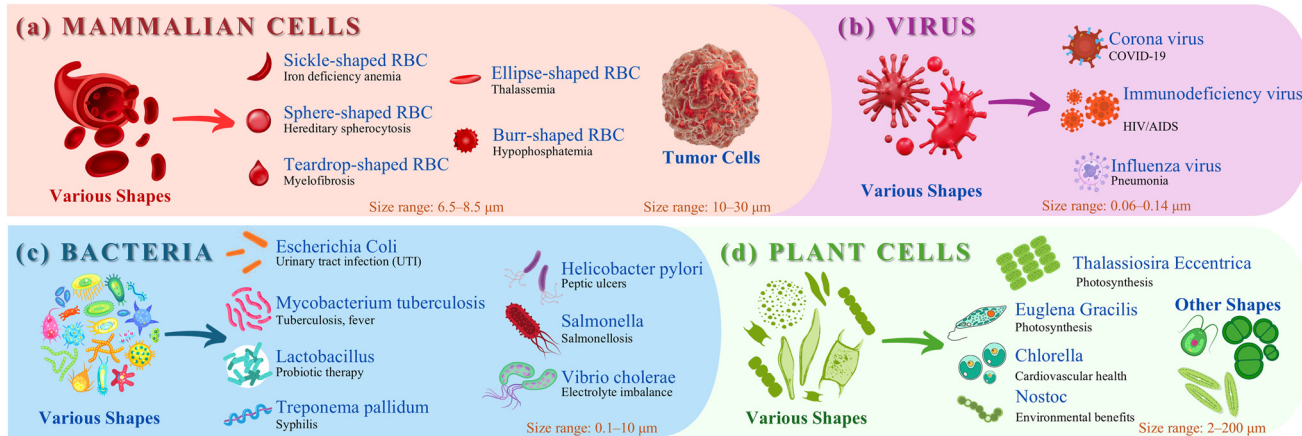 (a) MAMMALIAN CELLS
Sickle-shaped RBC
Iron deficiency anemia
Sphere-shaped RBC
Hereditary spherocytosis
Teardrop-shaped RBC
Myelofibrosis
Ellipse-shaped RBC
Thalassemia
Burr-shaped RBC
Hypophosphatemia
Various Shapes
Size range: 6.5–8.5 μm
Tumor Cells
Size range: 10–30 μm
(b) VIRUS
Corona virus
COVID-19
Immunodeficiency virus
HIV/AIDS
Influenza virus
Pneumonia
Various Shapes
Size range: 0.06–0.14 μm
(c) BACTERIA
Escherichia Coli
Urinary tract infection (UTI)
Mycobacterium tuberculosis
Tuberculosis, fever
Lactobacillus
Probiotic therapy
Treponema pallidum
Syphilis
Helicobacter pylori
Peptic ulcers
Salmonella
Salmonellosis
Vibrio cholerae
Electrolyte imbalance
Various Shapes
Size range: 0.1–10 μm
(d) PLANT CELLS
Thalassiosira Eccentrica
Photosynthesis
Euglena Gracilis
Photosynthesis
Chlorella
Cardiovascular health
Nostoc
Environmental benefits
Other Shapes
Various Shapes
Size range: 2–200 μm